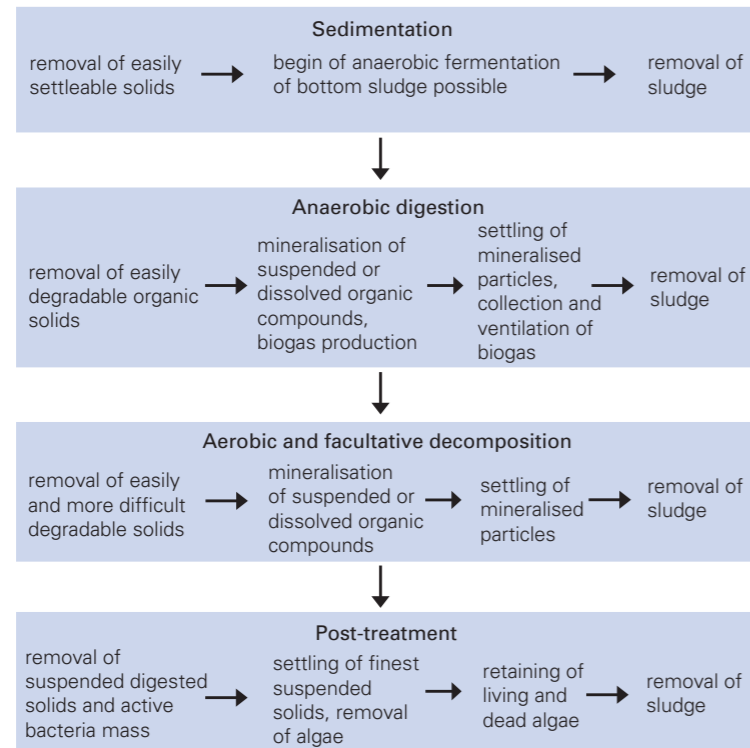 Sedimentation
removal of easily
settleable solids
begin of anaerobic fermentation
of bottom sludge possible
removal of
sludge
Anaerobic digestion
removal of easily
degradable organic
solids
mineralisation of
suspended or
dissolved organic
compounds,
biogas production
settling of
mineralised
particles,
collection and
ventilation of
biogas
removal of
sludge
Aerobic and facultative decomposition
removal of easily
and more difficult
degradable solids
mineralisation
of suspended or
dissolved organic
compounds
settling of
mineralised
particles
removal of
sludge
Post-treatment
removal of
suspended digested
solids and active
bacteria mass
settling of finest
suspended
solids, removal
of algae
retaining of
living and
dead algae
removal of
sludge